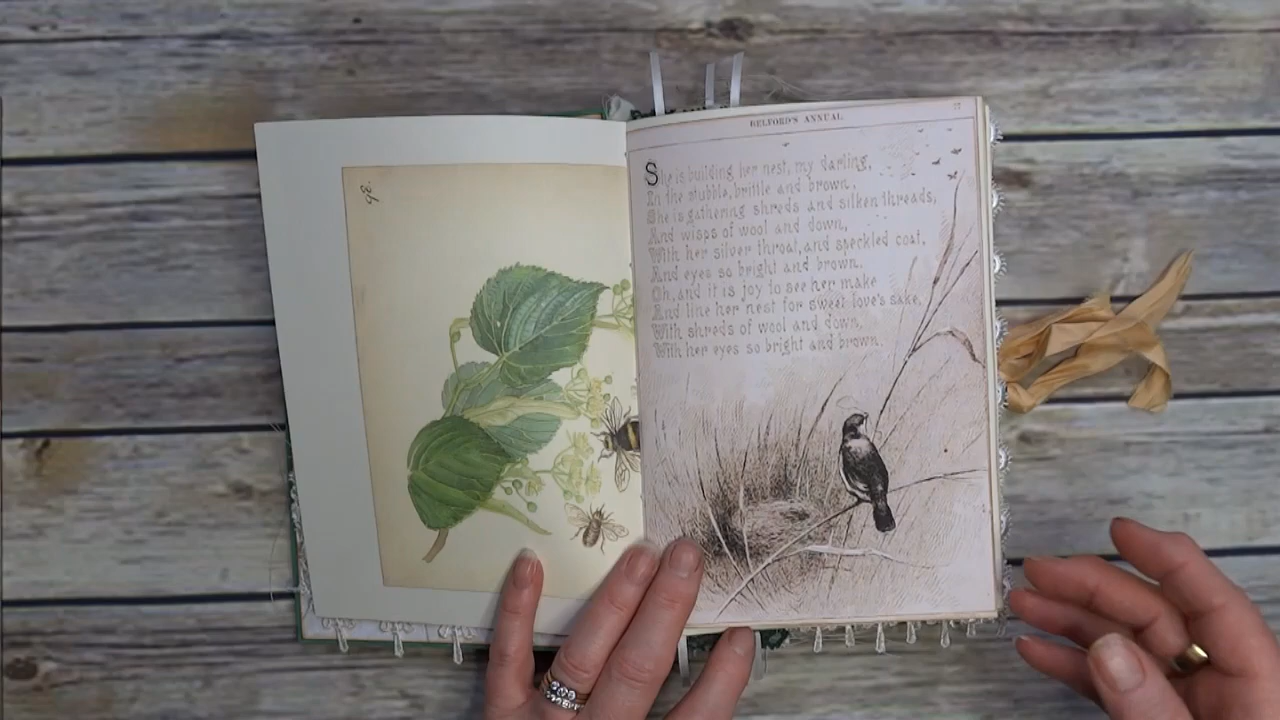 98.
BELFORD'S ANNUAL
77
She is building her nest, my darling,
In the stubble, brittle and brown,
She is gathering shreds and silken threads,
And wisps of wool and down,
With her silver throat, and speckled coat,
And eyes so bright and brown.
Oh, and it is joy to see her make
And line her nest for sweet love's sake,
With shreds of wool and down,
With her eyes so bright and brown.